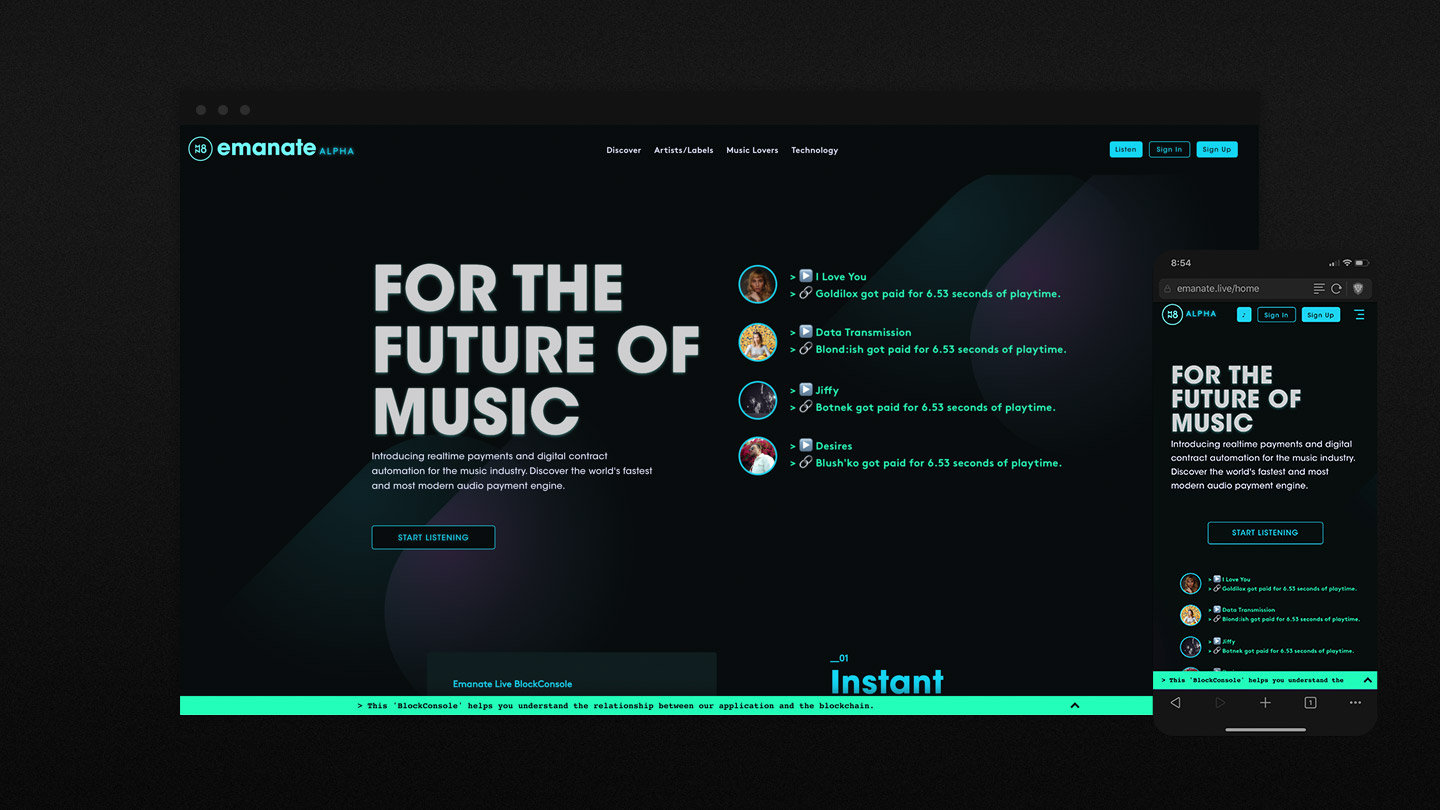 emanate ALPHA
Discover Artists/Labels Music Lovers Technology
Listen Sign In Sign Up
FOR THE
FUTURE OF
MUSIC
Introducing realtime payments and digital contract
automation for the music industry. Discover the world's fastest
and most modern audio payment engine.
START LISTENING
> ▶ I Love You
> 🔗 Goldilox got paid for 6.53 seconds of playtime.
> ▶ Data Transmission
> 🔗 Blond:ish got paid for 6.53 seconds of playtime.
> ▶ Jiffy
> 🔗 Botnek got paid for 6.53 seconds of playtime.
> ▶ Desires
> 🔗 Blush'ko got paid for 6.53 seconds of playtime.
Emanate Live BlockConsole
__01
Instant
> This 'BlockConsole' helps you understand the relationship between our application and the blockchain.
8:54
emanate.live/home
ALPHA
Sign In Sign Up
FOR THE
FUTURE OF
MUSIC
Introducing realtime payments and digital
contract automation for the music industry.
Discover the world's fastest and most
modern audio payment engine.
START LISTENING
> ▶ I Love You
> 🔗 Goldilox got paid for 6.53 seconds of playtime.
> ▶ Data Transmission
> 🔗 Blond:ish got paid for 6.53 seconds of playtime.
> ▶ Jiffy
> 🔗 Botnek got paid for 6.53 seconds of playtime.
> This 'BlockConsole' helps you understand the
1